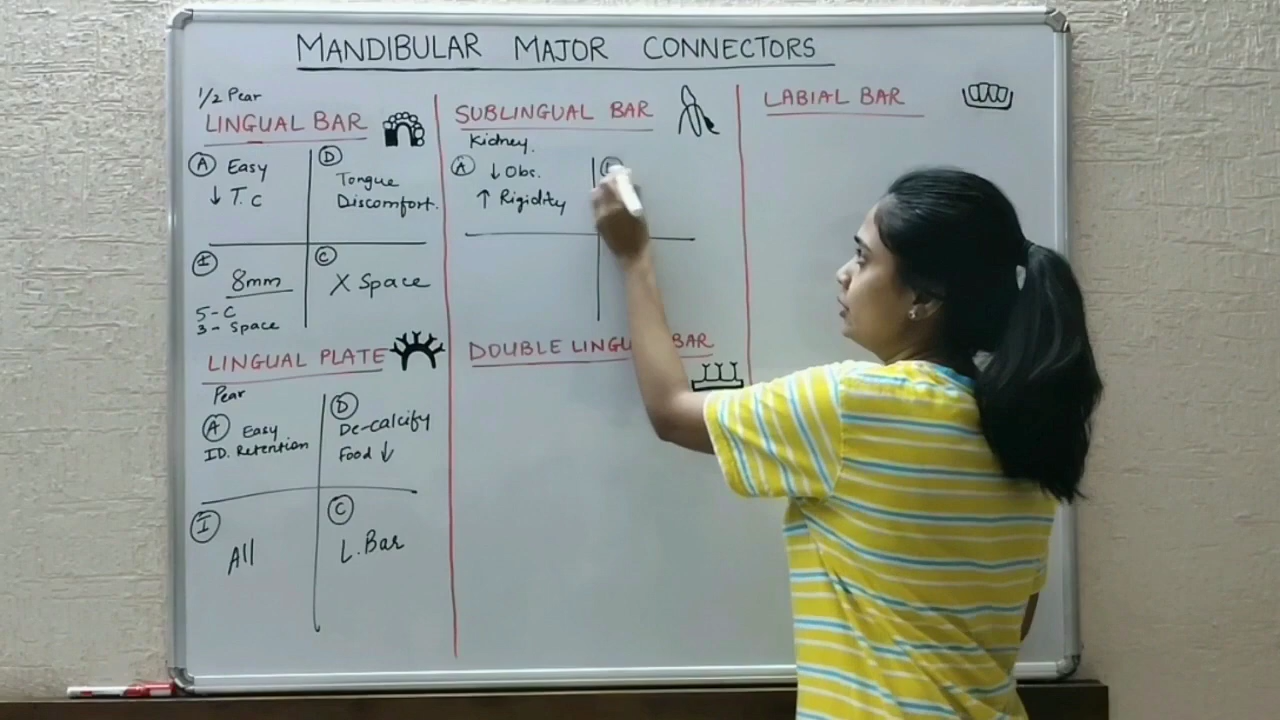 MANDIBULAR MAJOR CONNECTORS
1/2 Pear
LINGUAL BAR
A Easy
↓ T.C
D
Tongue
Discomfort.
I
8mm
5-C
3- Space
C
X Space
LINGUAL PLATE
Pear
A Easy
ID. Retention
D
De-calcify
Food ↓
I
All
C
L. Bar
SUBLINGUAL BAR
Kidney.
A ↓ Obs.
↑ Rigidity
DOUBLE BAR
LABIAL BAR